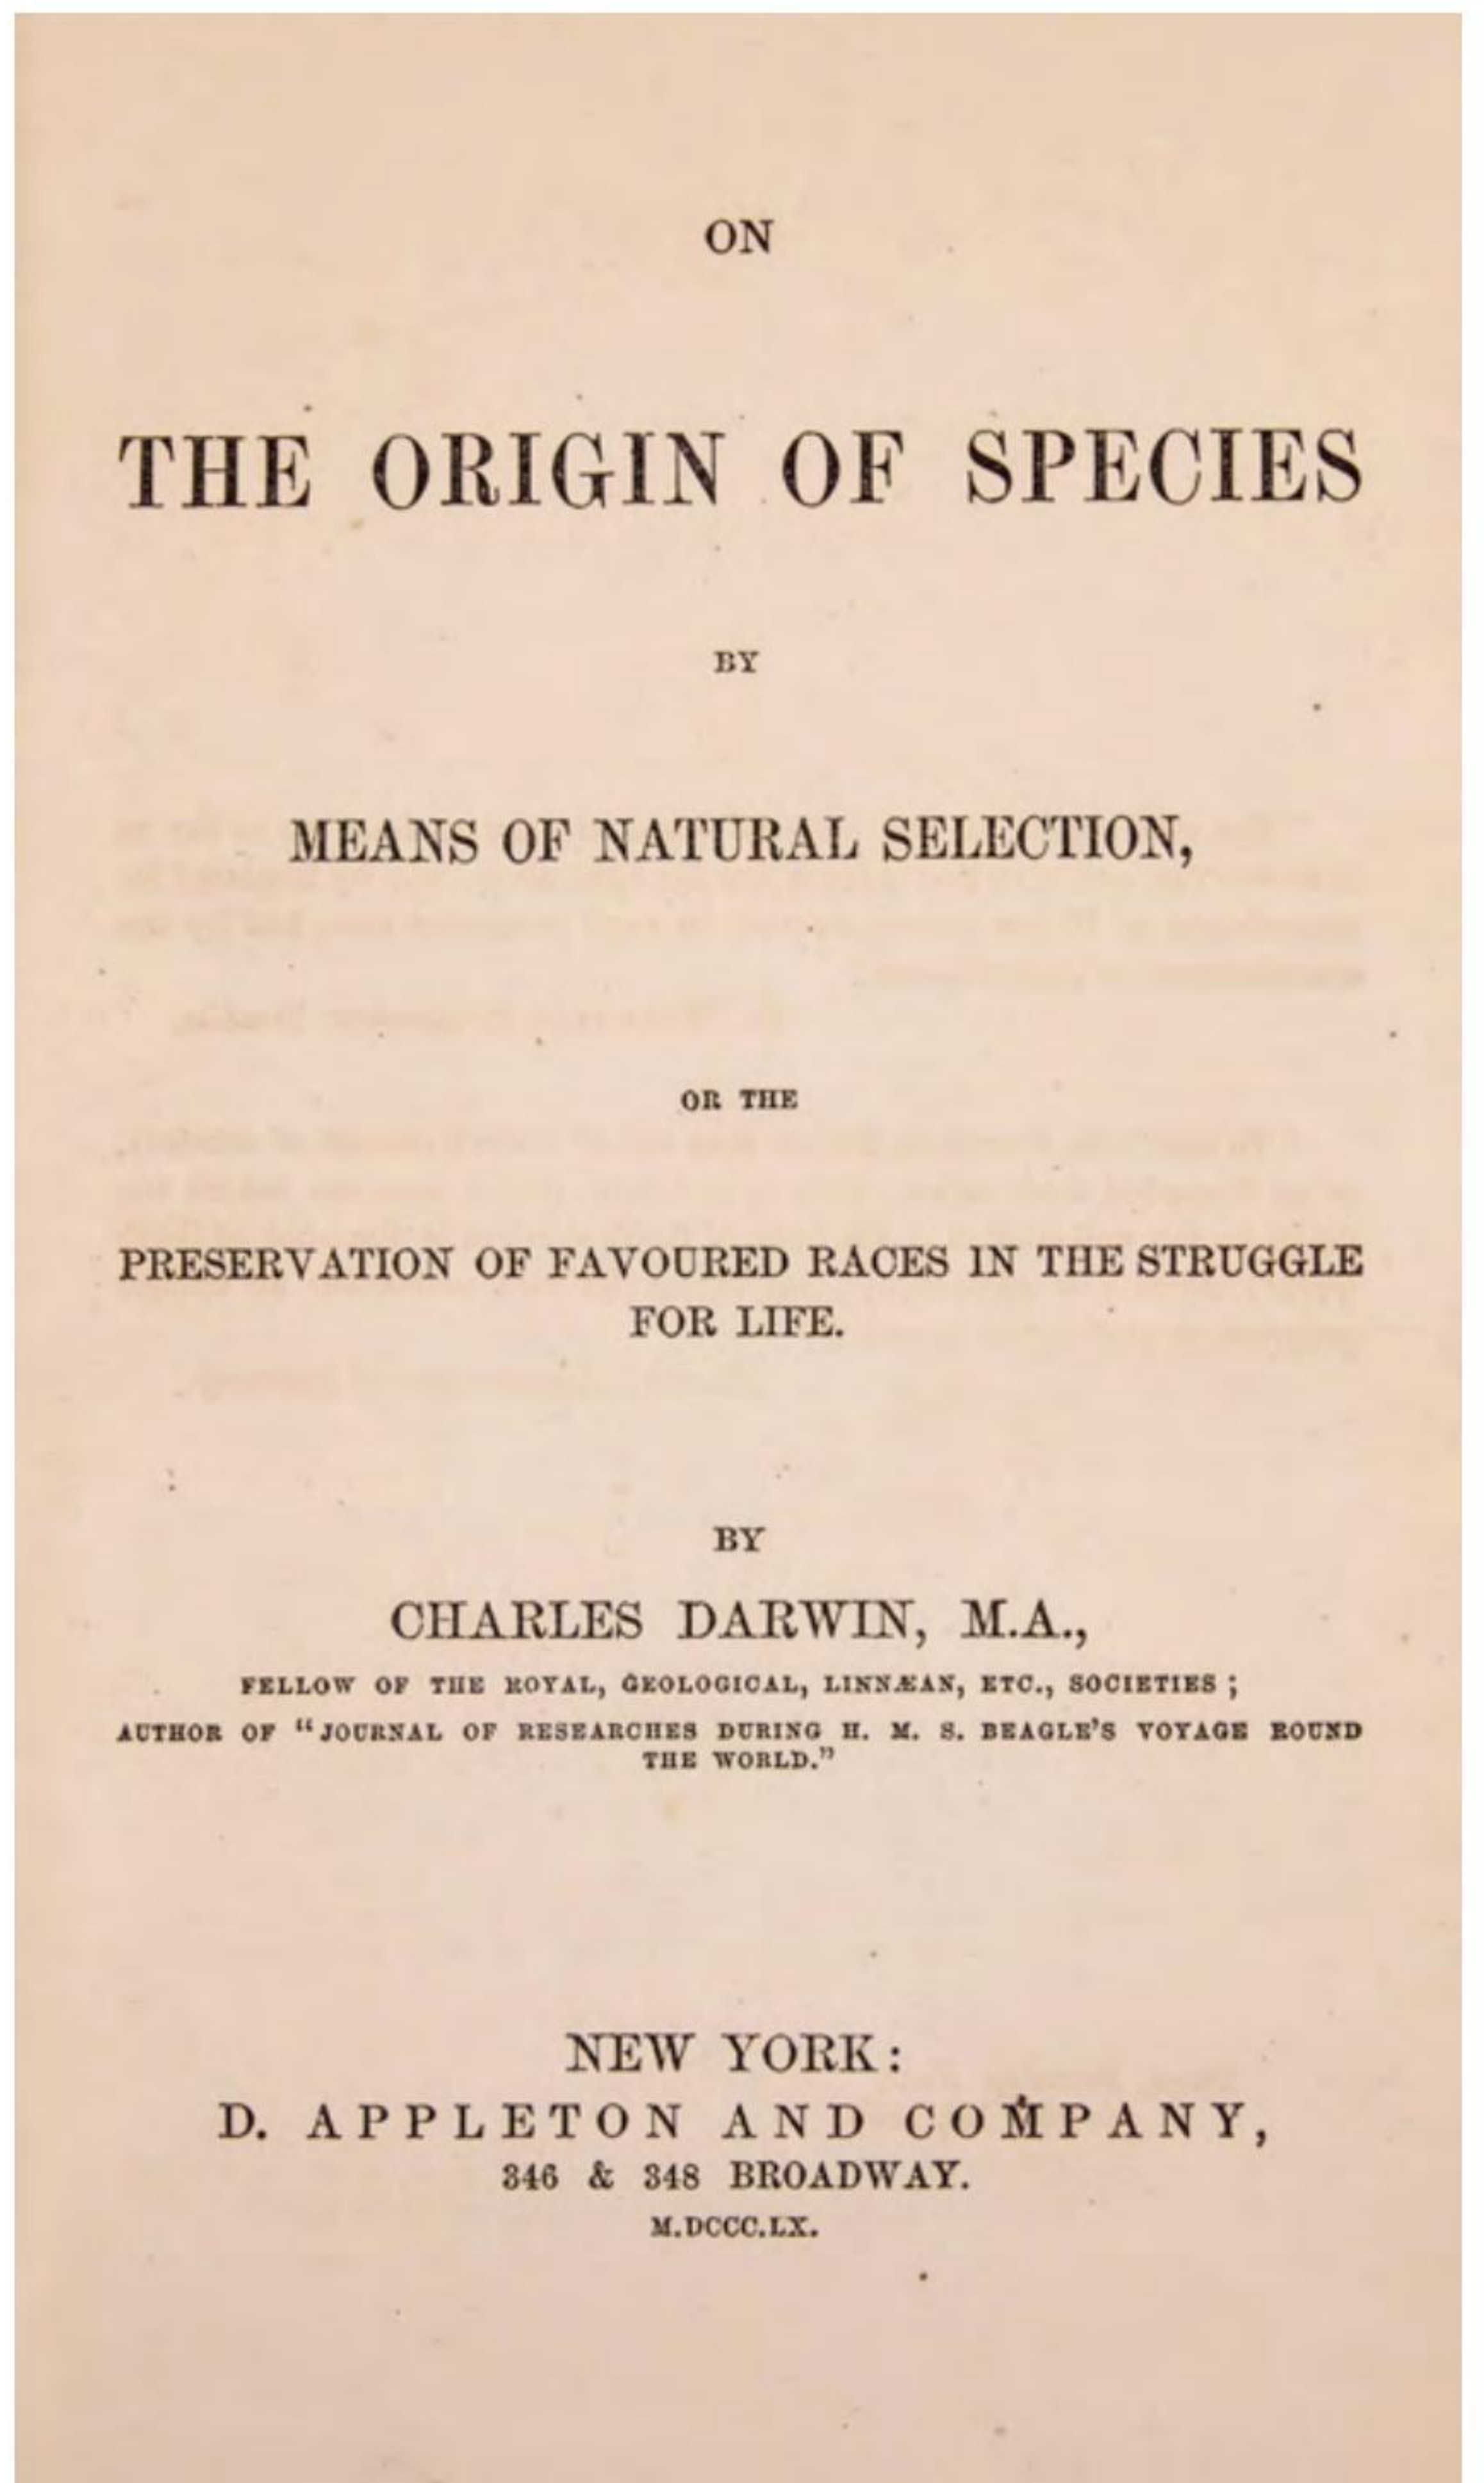 ON
THE ORIGIN OF SPECIES
BY
MEANS OF NATURAL SELECTION,
OR THE
PRESERVATION OF FAVOURED RACES IN THE STRUGGLE
FOR LIFE.
BY
CHARLES DARWIN, M.A.,
FELLOW OF THE ROYAL, GEOLOGICAL, LINNÆAN, ETC., SOCIETIES ;
AUTHOR OF “JOURNAL OF RESEARCHES DURING H. M. S. BEAGLE’S VOYAGE ROUND
THE WORLD.”
NEW YORK:
D. APPLETON AND COMPANY,
346 & 348 BROADWAY.
M.DCCC.LX.